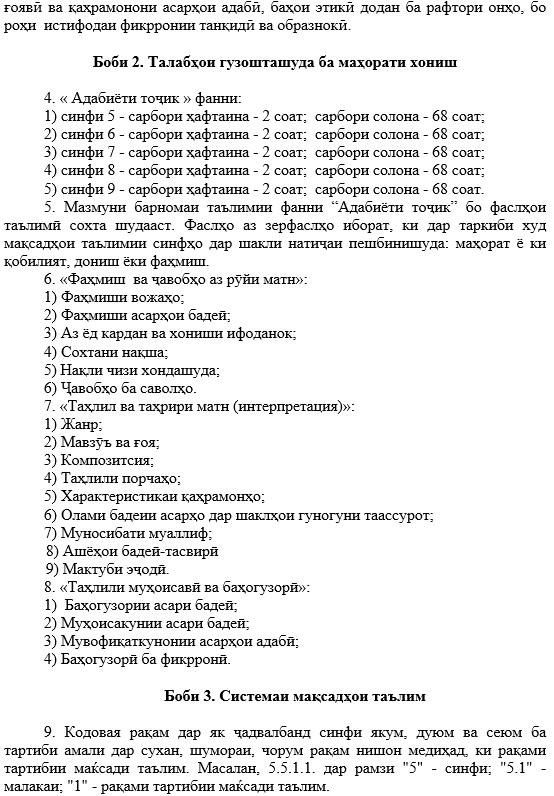 ғоявӣ ва қаҳрамонони асарҳои адабӣ, баҳои этикӣ додан ба рафтори онҳо, бо
роҳи истифодаи фикрронии танқидӣ ва образнокӣ.
Боби 2. Талабҳои гузошташуда ба маҳорати хониш
4. « Адабиёти тоҷик » фанни:
1) синфи 5 - сарбори ҳафтаина - 2 соат; сарбори солона - 68 соат;
2) синфи 6 - сарбори ҳафтаина - 2 соат; сарбори солона - 68 соат;
3) синфи 7 - сарбори ҳафтаина - 2 соат; сарбори солона - 68 соат;
4) синфи 8 - сарбори ҳафтаина - 2 соат; сарбори солона - 68 соат;
5) синфи 9 - сарбори ҳафтаина - 2 соат; сарбори солона - 68 соат.
5. Мазмуни барномаи таълимии фанни “Адабиёти тоҷик” бо фаслҳои
таълимӣ сохта шудааст. Фаслҳо аз зерфаслҳо иборат, ки дар таркиби худ
мақсадҳои таълимии синфҳо дар шакли натиҷаи пешбинишуда: маҳорат ё ки
қобилият, дониш ёки фаҳмиш.
6. «Фаҳмиш ва ҷавобҳо аз рӯйи матн»:
1) Фаҳмиши вожаҳо;
2) Фаҳмиши асарҳои бадеӣ;
3) Аз ёд кардан ва хониши ифоданок;
4) Сохтани нақша;
5) Нақли чизи хондашуда;
6) Ҷавобҳо ба саволҳо.
7. «Таҳлил ва таҳрири матн (интерпретация)»:
1) Жанр;
2) Мавзӯъ ва ғоя;
3) Композитсия;
4) Таҳлили порчаҳо;
5) Характеристикаи қаҳрамонҳо;
6) Олами бадеии асарҳо дар шаклҳои гуногуни таассурот;
7) Муносибати муаллиф;
8) Ашёҳои бадеӣ-тасвирӣ
9) Мактуби эҷодӣ.
8. «Таҳлили муҳоисавӣ ва баҳогузорӣ»:
1) Баҳогузории асари бадеӣ;
2) Муҳоисакунии асари бадеӣ;
3) Мувофиқаткунонии асарҳои адабӣ;
4) Баҳогузорӣ ба фикрронӣ.
Боби 3. Системаи мақсадҳои таълим
9. Кодовая рақам дар як ҷадвалбанд синфи якум, дуюм ва сеюм ба
тартиби амали дар сухан, шумораи, чорум рақам нишон медиҳад, ки рақами
тартибии маќсади таълим. Масалан, 5.5.1.1. дар рамзи "5" - синфи; "5.1" -
малакаи; "1" - рақами тартибии маќсади таълим.